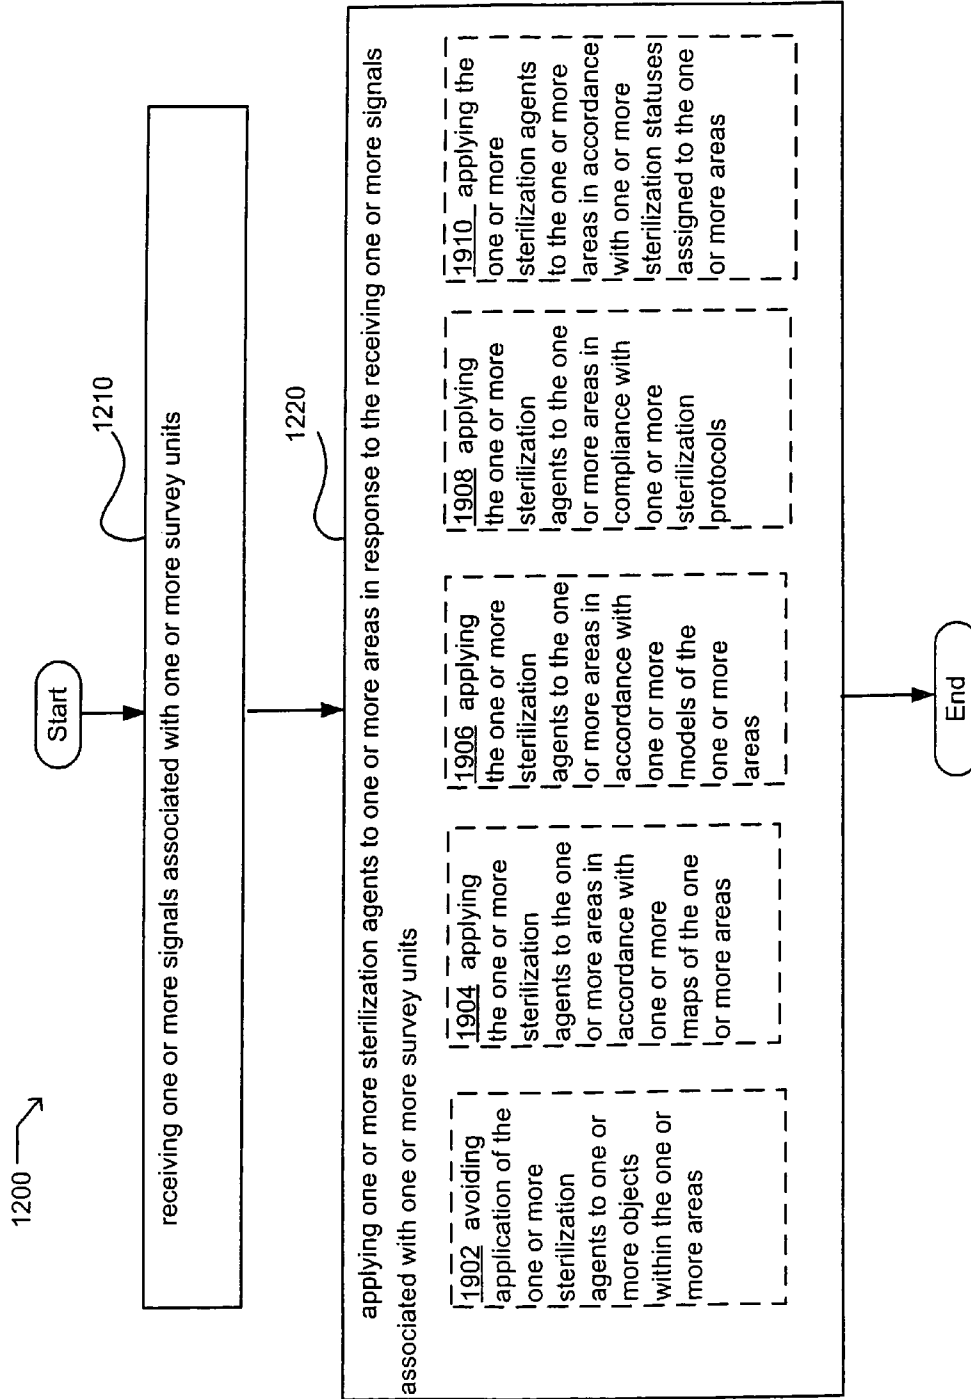 1200
Start
1210
receiving one or more signals associated with one or more survey units
1220
applying one or more sterilization agents to one or more areas in response to the receiving one or more signals
associated with one or more survey units
1902 avoiding
application of the
one or more
sterilization
agents to one or
more objects
within the one or
more areas
1904 applying
the one or more
sterilization
agents to the one
or more areas in
accordance with
one or more
maps of the one
or more areas
1906 applying
the one or more
sterilization
agents to the one
or more areas in
accordance with
one or more
models of the
one or more
areas
1908 applying
the one or more
sterilization
agents to the one
or more areas in
compliance with
one or more
sterilization
protocols
1910 applying the
one or more
sterilization agents
to the one or more
areas in accordance
with one or more
sterilization statuses
assigned to the one
or more areas
End